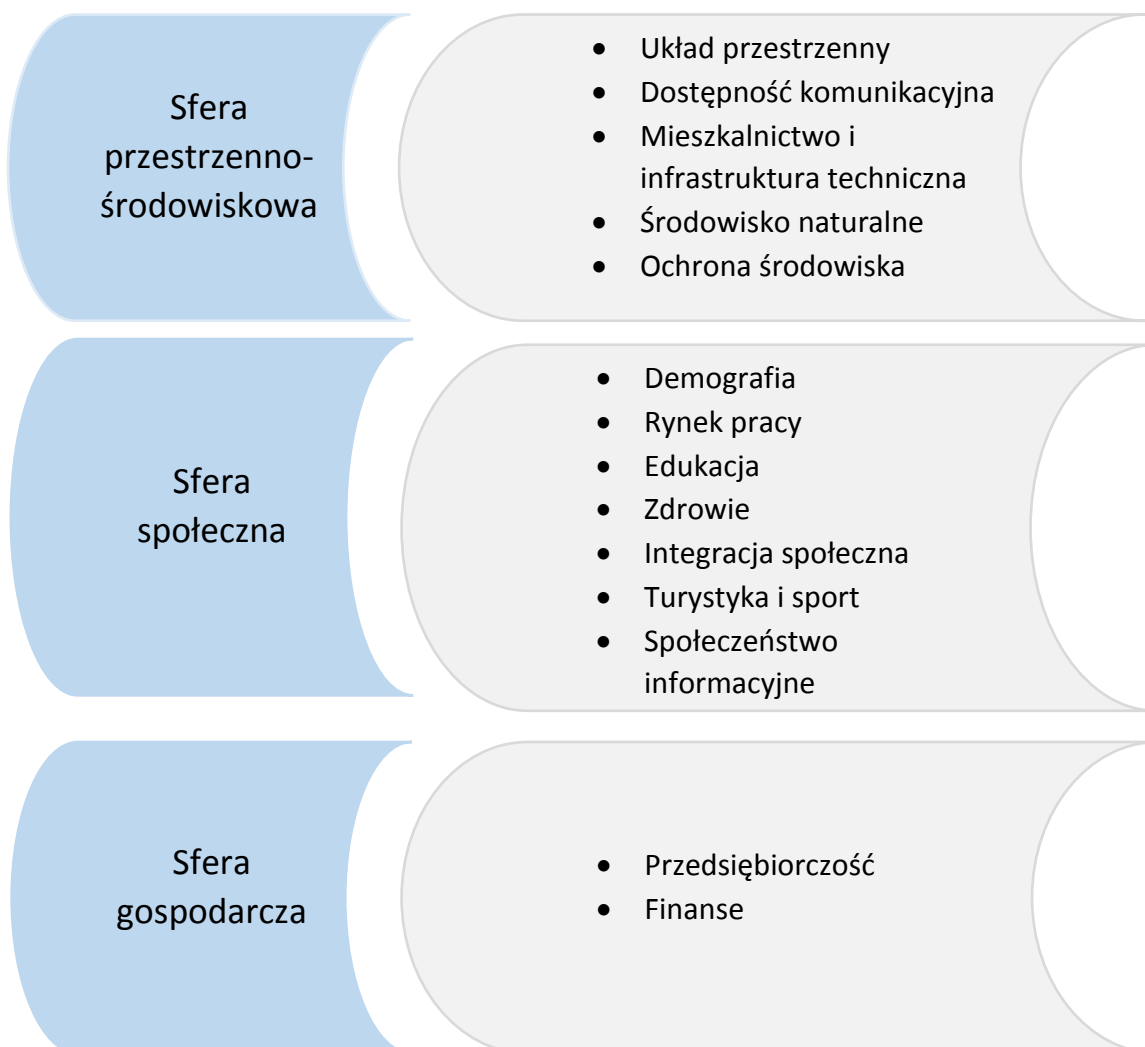 Sfera
przestrzenno-
środowiskowa
• Układ przestrzenny
• Dostępność komunikacyjna
• Mieszkalnictwo i
infrastruktura techniczna
• Środowisko naturalne
• Ochrona środowiska
Sfera
społeczna
• Demografia
• Rynek pracy
• Edukacja
• Zdrowie
• Integracja społeczna
• Turystyka i sport
• Społeczeństwo
informacyjne
Sfera
gospodarcza
• Przedsiębiorczość
• Finanse